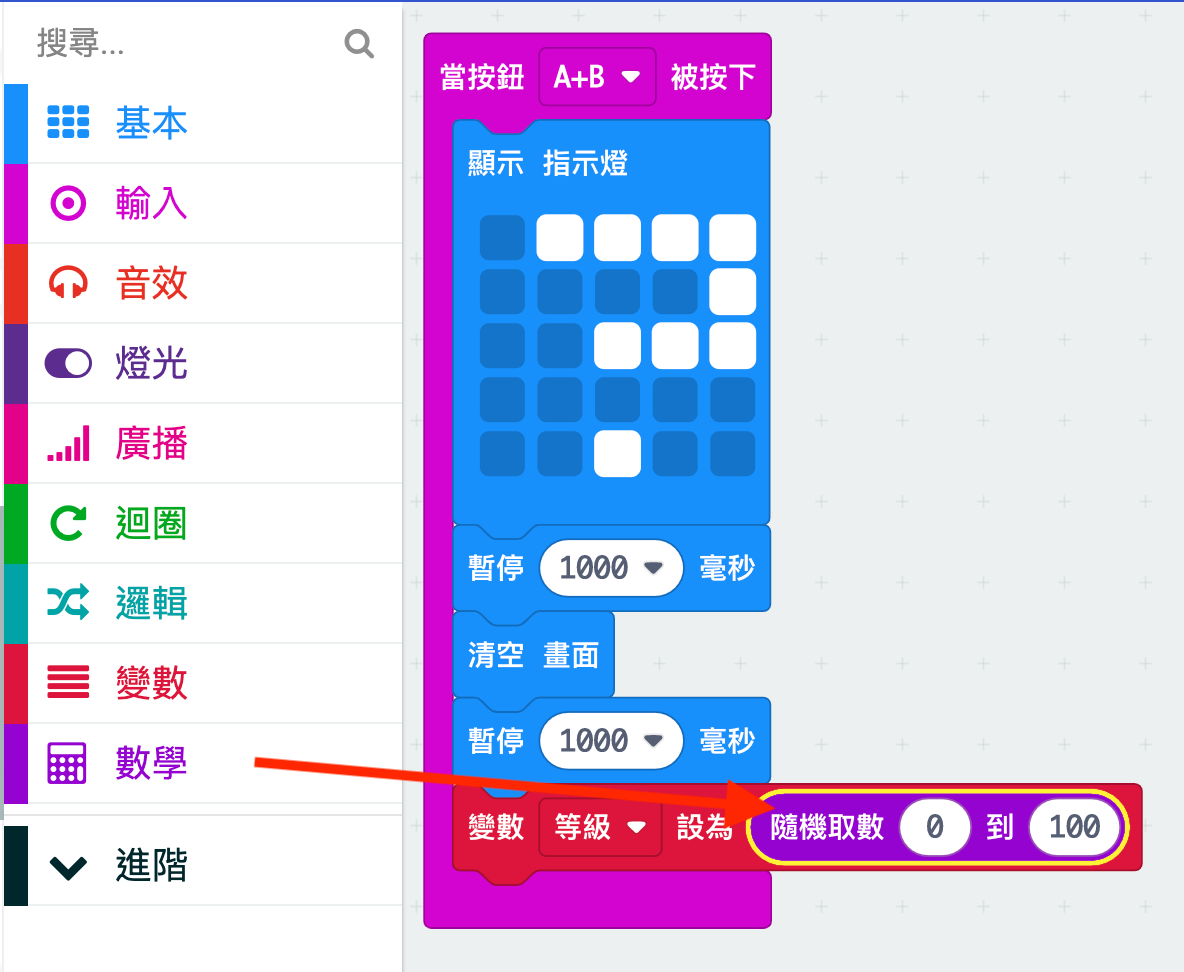 搜尋...
基本
輸入
音效
燈光
廣播
迴圈
邏輯
變數
數學
進階
當按鈕 A+B 被按下
顯示 指示燈
暫停 1000 毫秒
清空 畫面
暫停 1000 毫秒
變數 等級 設為 隨機取數 0 到 100